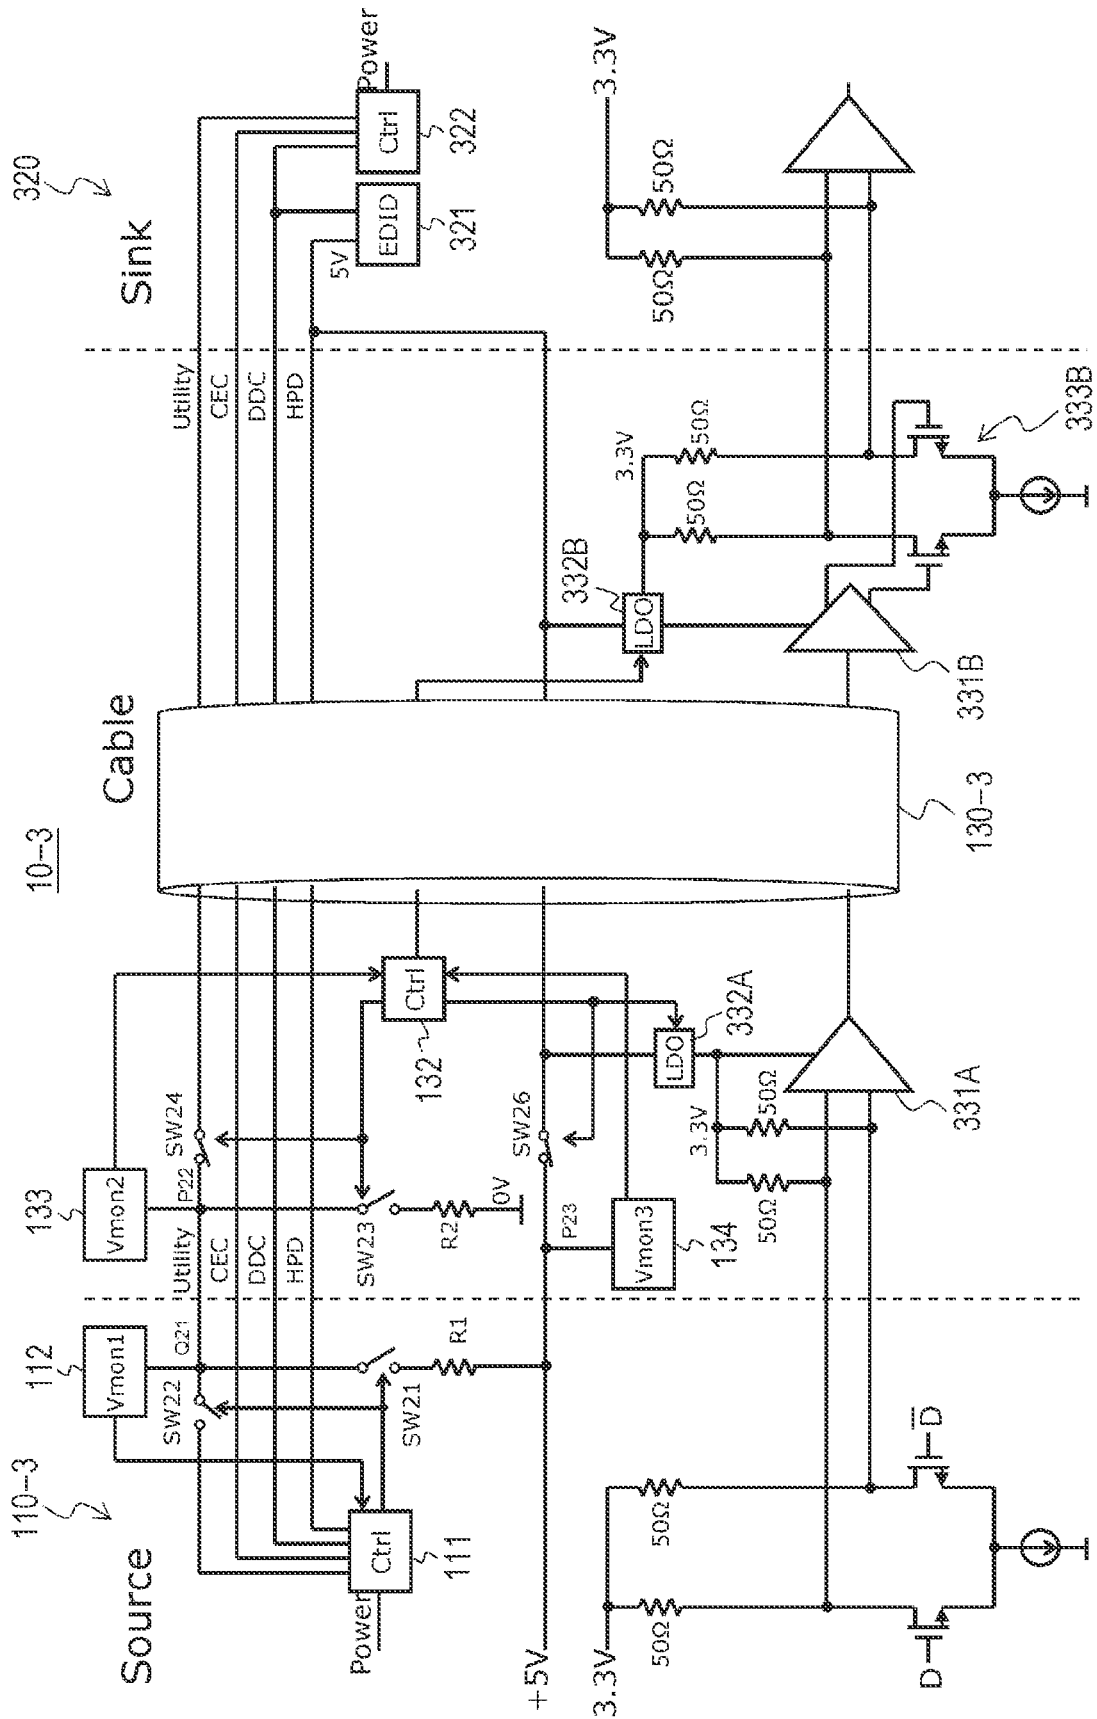 10-3
Source
Cable
Sink
110-3
320
112
Vmon1
133
Vmon2
SW22
Q21
Utility
P22
SW24
Utility
CEC
CEC
DDC
DDC
HPD
HPD
5V
Power
Ctrl
111
SW21
R1
SW23
R2
0V
Ctrl
132
EDID
321
Ctrl
322
Power
+5V
P23
SW26
Vmon3
134
LDO
332A
3.3V
50Ω
50Ω
331A
130-3
LDO
332B
3.3V
50Ω
50Ω
331B
333B
3.3V
50Ω
50Ω
3.3V
50Ω
50Ω
D
D̅